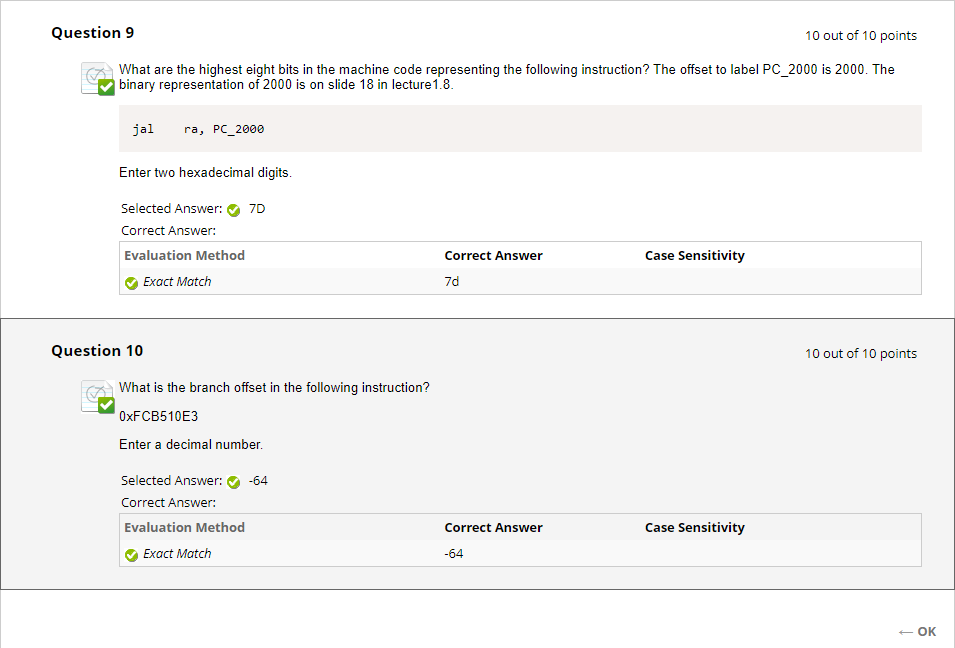 Question 9
10 out of 10 points
What are the highest eight bits in the machine code representing the following instruction? The offset to label PC_2000 is 2000. The
binary representation of 2000 is on slide 18 in lecture1.8.
jal    ra, PC_2000
Enter two hexadecimal digits.
Selected Answer: 7D
Correct Answer:
Evaluation Method Correct Answer Case Sensitivity
Exact Match 7d
Question 10
10 out of 10 points
What is the branch offset in the following instruction?
0xFCB510E3
Enter a decimal number.
Selected Answer: -64
Correct Answer:
Evaluation Method Correct Answer Case Sensitivity
Exact Match -64
← OK